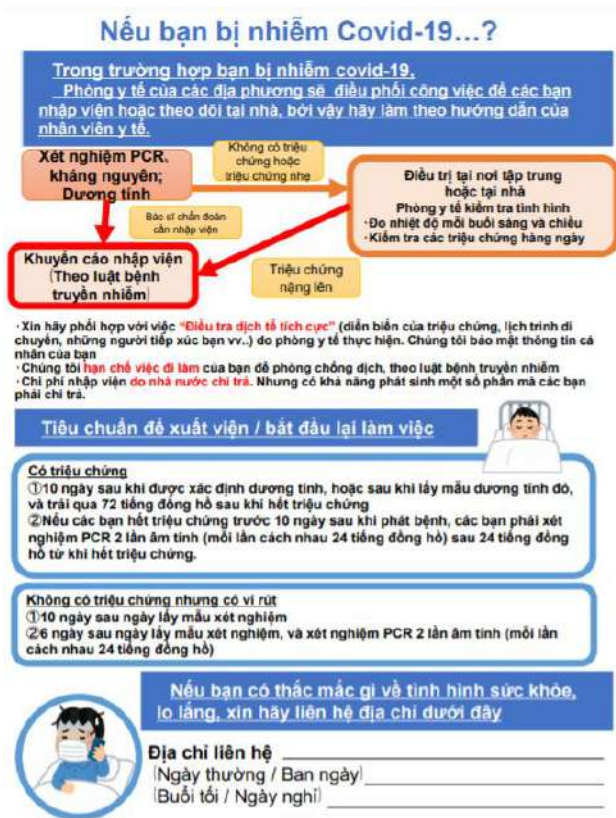 Nếu bạn bị nhiễm Covid-19...?
Trong trường hợp bạn bị nhiễm covid-19,
Phòng y tế của các địa phương sẽ điều phối công việc để các bạn
nhập viện hoặc theo dõi tại nhà, bởi vậy hãy làm theo hướng dẫn của
nhân viên y tế.
Xét nghiệm PCR,
kháng nguyên;
Dương tính
Không có triệu
chứng hoặc
triệu chứng nhẹ
Điều trị tại nơi tập trung
hoặc tại nhà
Phòng y tế kiểm tra tình hình
・Đo nhiệt độ mỗi buổi sáng và chiều
・Kiểm tra các triệu chứng hàng ngày
Bác sĩ chẩn đoán
cần nhập viện
Khuyến cáo nhập viện
(Theo luật bệnh
truyền nhiễm)
Triệu chứng
nặng lên
・Xin hãy phối hợp với việc "Điều tra dịch tễ tích cực" (diễn biến của triệu chứng, lịch trình di
chuyển, những người tiếp xúc bạn vv..) do phòng y tế thực hiện. Chúng tôi bảo mật thông tin cá
nhân của bạn
・Chúng tôi hạn chế việc đi làm của bạn để phòng chống dịch, theo luật bệnh truyền nhiễm
・Chi phí nhập viện do nhà nước chi trả. Nhưng có khả năng phát sinh một số phần mà các bạn
phải chi trả.
Tiêu chuẩn để xuất viện / bắt đầu lại làm việc
Có triệu chứng
①10 ngày sau khi được xác định dương tính, hoặc sau khi lấy mẫu dương tính đó,
và trải qua 72 tiếng đồng hồ sau khi hết triệu chứng
②Nếu các bạn hết triệu chứng trước 10 ngày sau khi phát bệnh, các bạn phải xét
nghiệm PCR 2 lần âm tính (mỗi lần cách nhau 24 tiếng đồng hồ) sau 24 tiếng đồng
hồ từ khi hết triệu chứng.
Không có triệu chứng nhưng có vi rút
①10 ngày sau ngày lấy mẫu xét nghiệm
②6 ngày sau ngày lấy mẫu xét nghiệm, và xét nghiệm PCR 2 lần âm tính (mỗi lần
cách nhau 24 tiếng đồng hồ)
Nếu bạn có thắc mắc gì về tình hình sức khỏe,
lo lắng, xin hãy liên hệ địa chỉ dưới đây
Địa chỉ liên hệ
(Ngày thường / Ban ngày)
(Buổi tối / Ngày nghỉ)